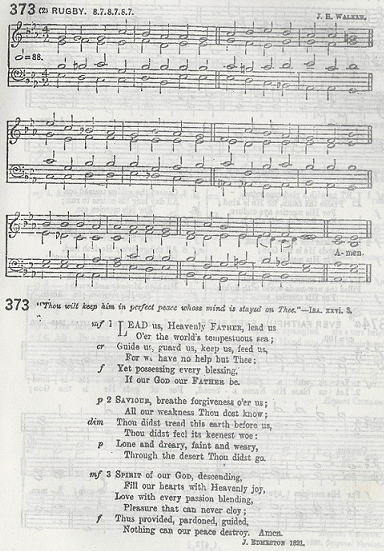 373 (2) RUGBY. 8.7.8.7.8.7.
J. H. WALKER.
=88.
A-men.
373 "Thou wilt keep him in perfect peace whose mind is stayed on Thee."—ISA. xxvi. 3.
mf 1 LEAD us, Heavenly FATHER, lead us
O'er the world's tempestuous sea;
cr Guide us, guard us, keep us, feed us,
For we have no help but Thee;
f Yet possessing every blessing,
If our God our FATHER be.
p 2 SAVIOUR, breathe forgiveness o'er us;
All our weakness Thou dost know;
dim Thou didst tread this earth before us,
Thou didst feel its keenest woe;
p Lone and dreary, faint and weary,
Through the desert Thou didst go.
mf 3 SPIRIT of our GOD, descending,
Fill our hearts with Heavenly joy,
Love with every passion blending,
Pleasure that can never cloy;
f Thus provided, pardoned, guided,
Nothing can our peace destroy. Amen.
J. EDMESTON 1821.